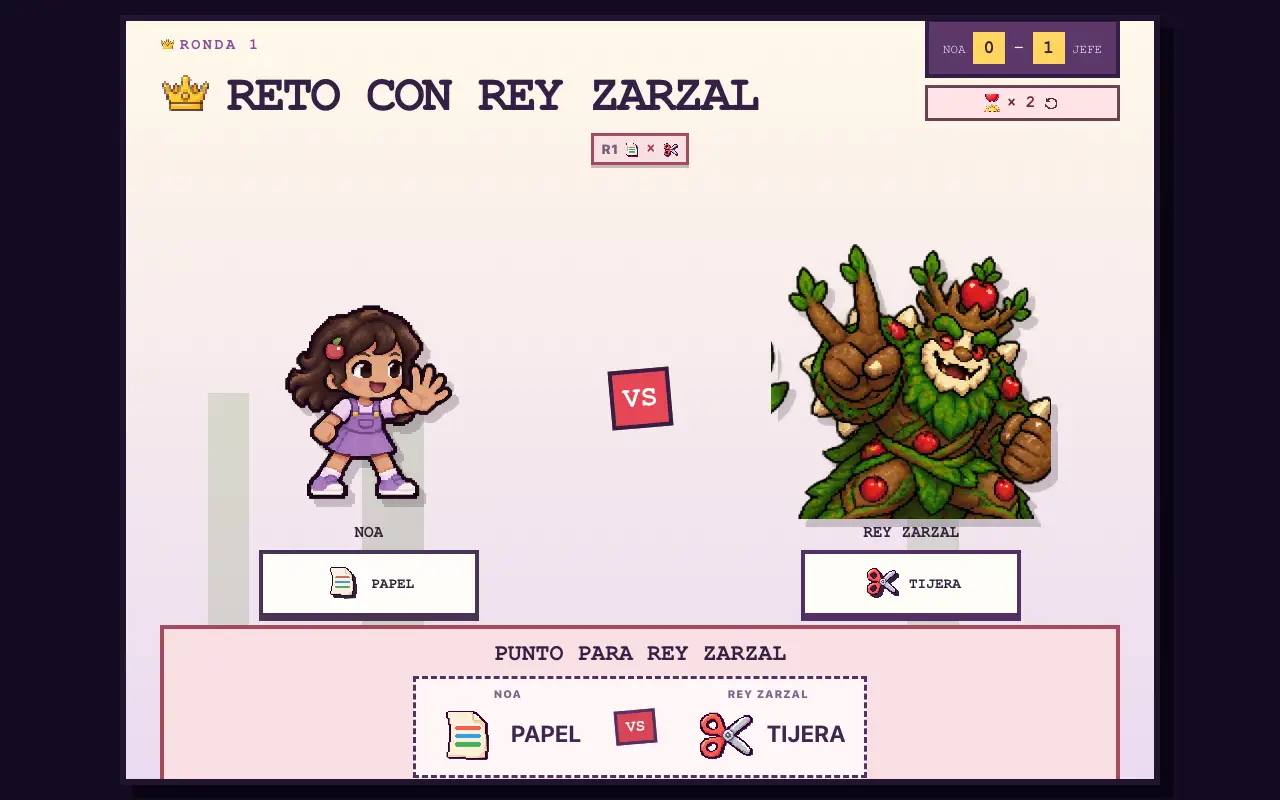 RONDA 1
NOA 0 – 1 JEFE
RETO CON REY ZARZAL
× 2
R1 ×
VS
NOA
REY ZARZAL
PAPEL
TIJERA
PUNTO PARA REY ZARZAL
NOA
REY ZARZAL
PAPEL
VS
TIJERA